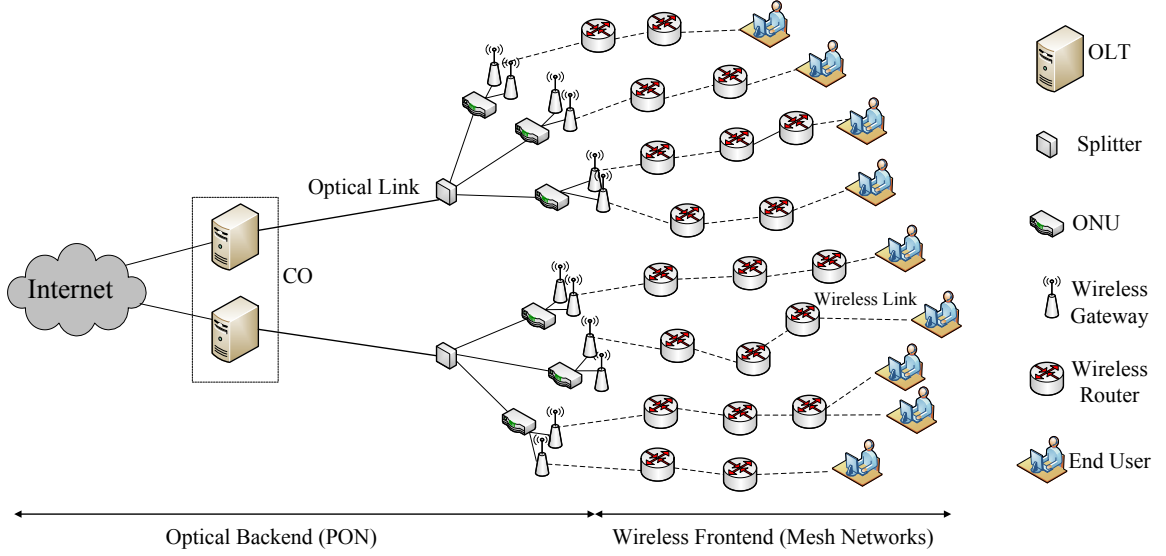 OLT
Splitter
Optical Link
ONU
CO
Internet
Wireless
Gateway
Wireless Link
Wireless
Router
End User
Optical Backend (PON)
Wireless Frontend (Mesh Networks)